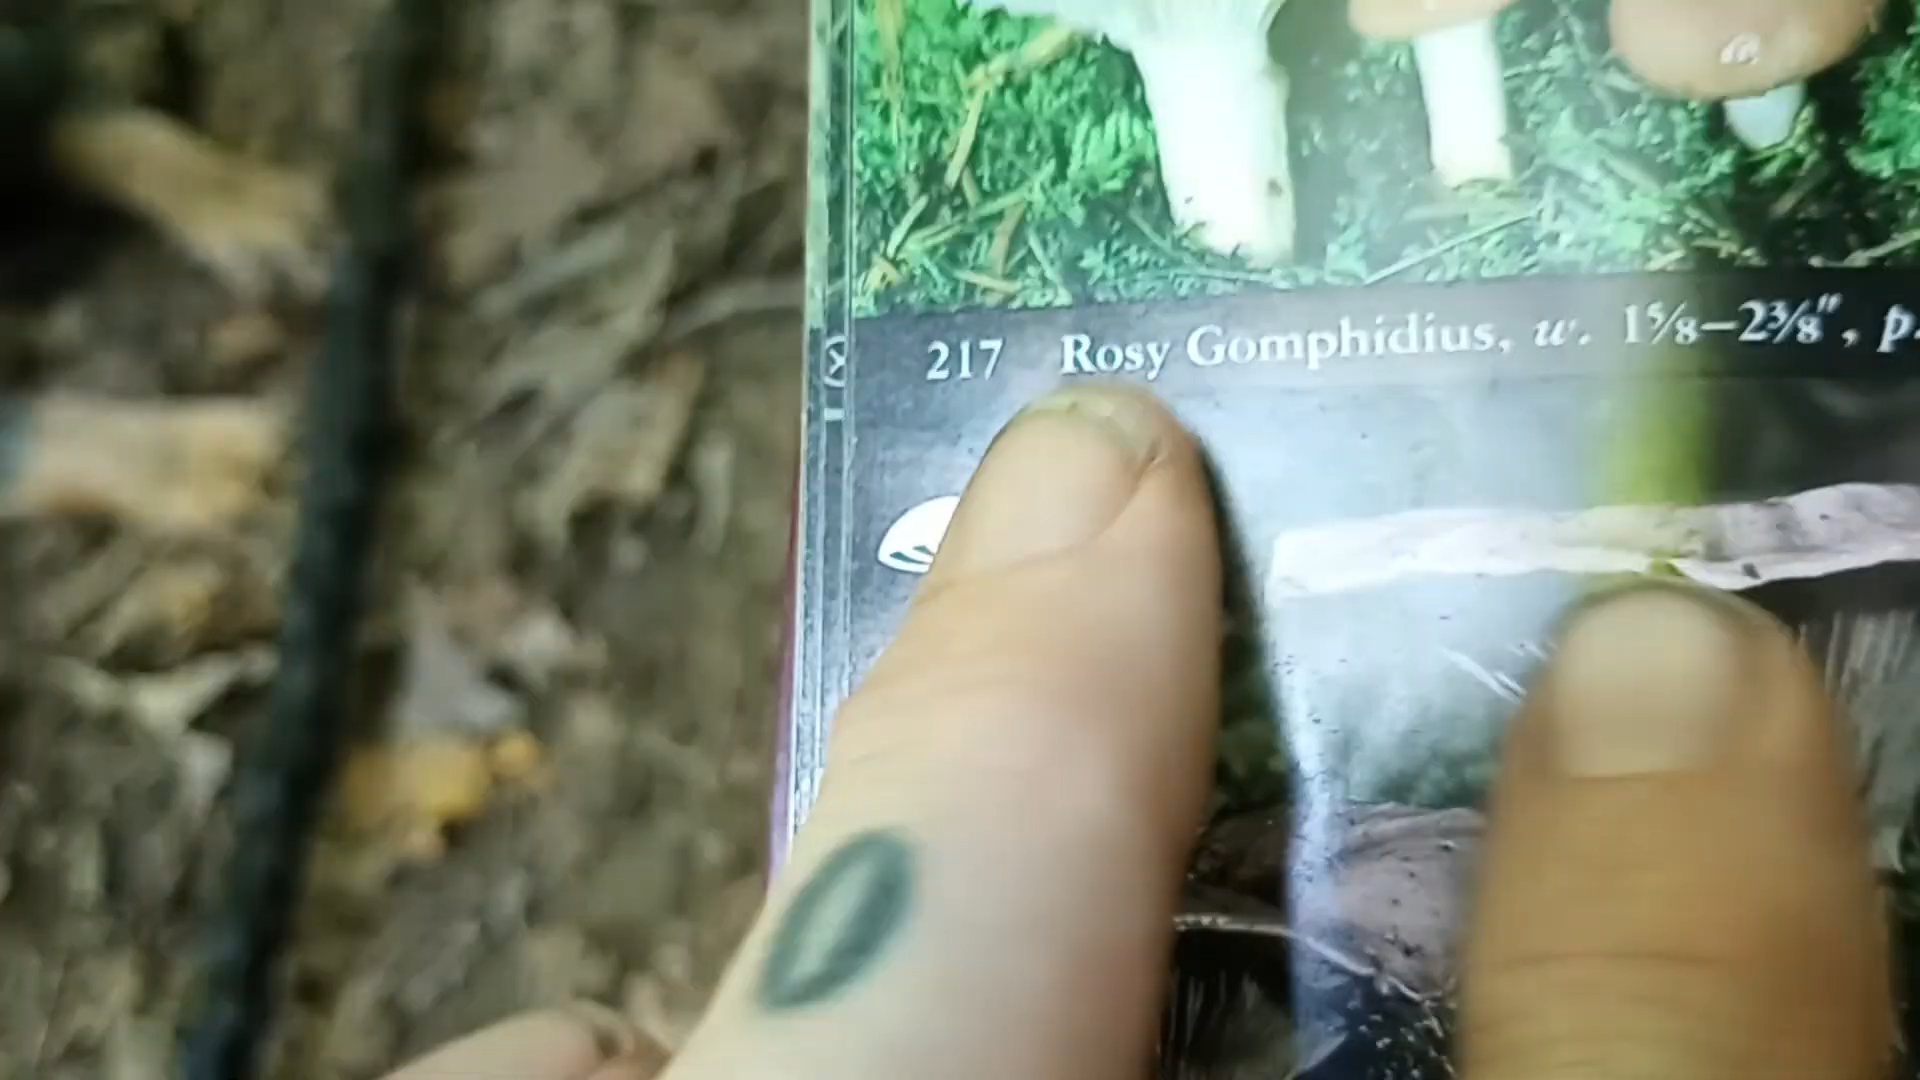 217 Rosy Gomphidius, w. 1⅝–2⅜", p.